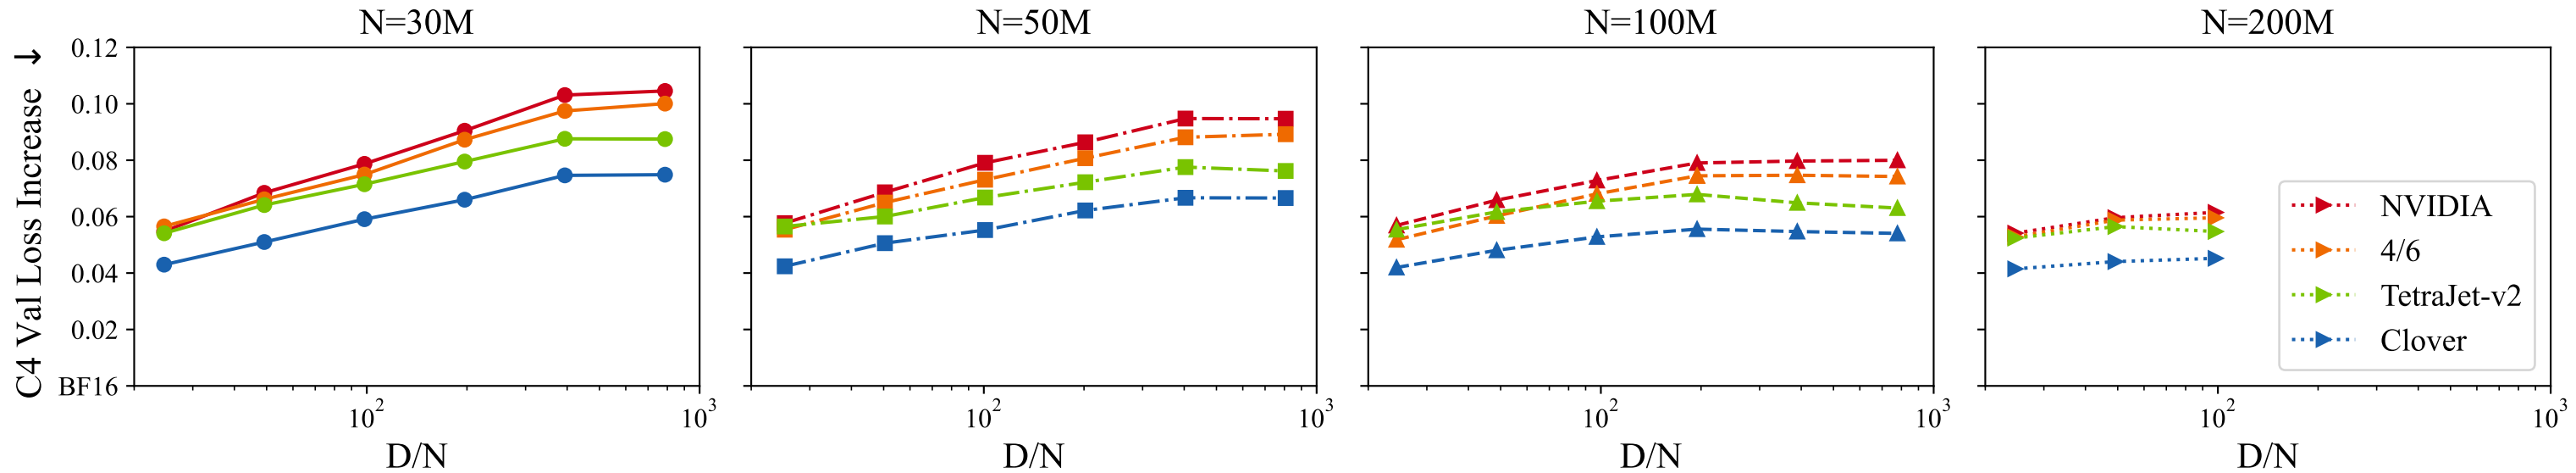 N=30M
N=50M
N=100M
N=200M
C4 Val Loss Increase ↓
0.12
0.10
0.08
0.06
0.04
0.02
BF16
10²
10³
10²
10³
10²
10³
10²
10³
D/N
D/N
D/N
D/N
NVIDIA
4/6
TetraJet-v2
Clover